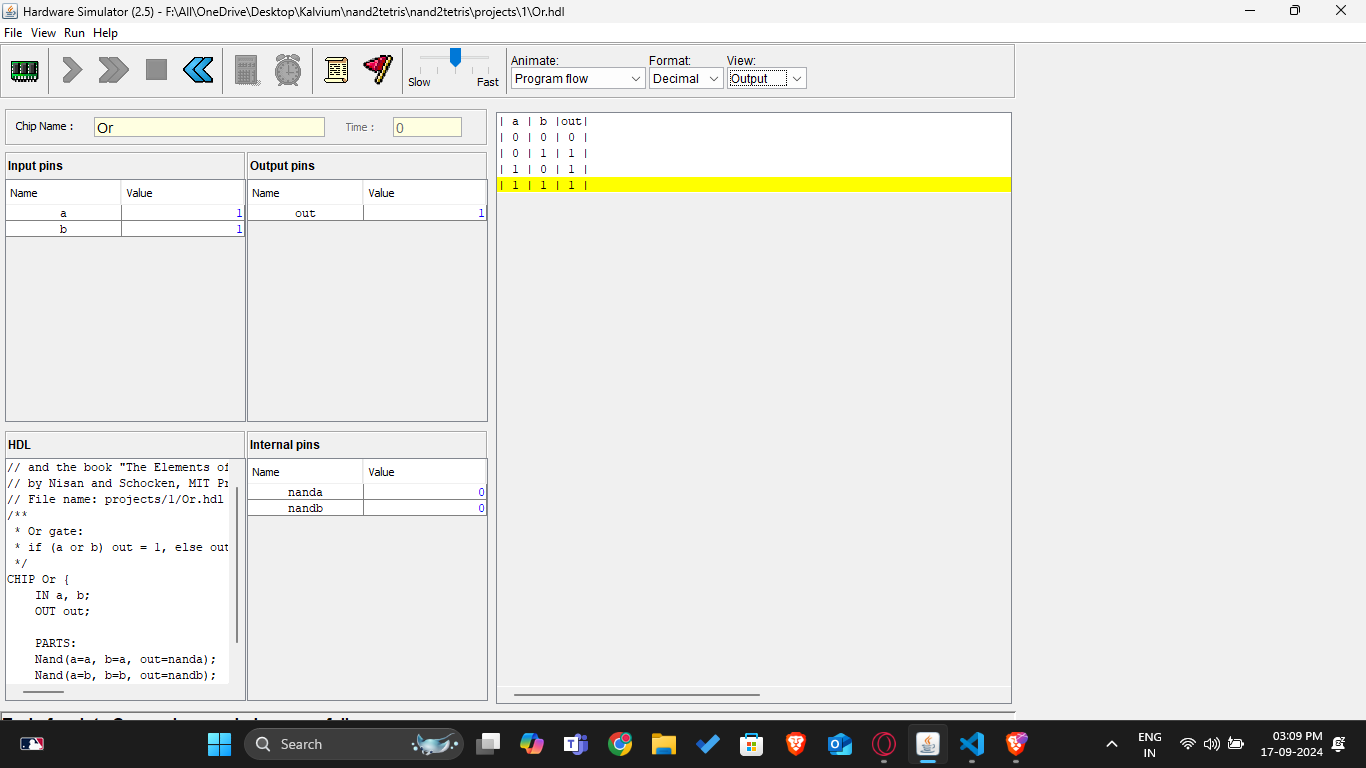 Hardware Simulator (2.5) - F:\All\OneDrive\Desktop\Kalvium\nand2tetris\nand2tetris\projects\1\Or.hdl
File View Run Help
Slow Fast
Animate: Format: View:
Program flow Decimal Output
Chip Name : Or Time : 0
Input pins
Name Value
a 1
b 1
Output pins
Name Value
out 1
| a | b |out|
| 0 | 0 | 0 |
| 0 | 1 | 1 |
| 1 | 0 | 1 |
| 1 | 1 | 1 |
HDL
// and the book "The Elements of
// by Nisan and Schocken, MIT Pr
// File name: projects/1/Or.hdl
/**
* Or gate:
* if (a or b) out = 1, else out
*/
CHIP Or {
IN a, b;
OUT out;
PARTS:
Nand(a=a, b=a, out=nanda);
Nand(a=b, b=b, out=nandb);
Internal pins
Name Value
nanda 0
nandb 0
Search
ENG
IN
03:09 PM
17-09-2024